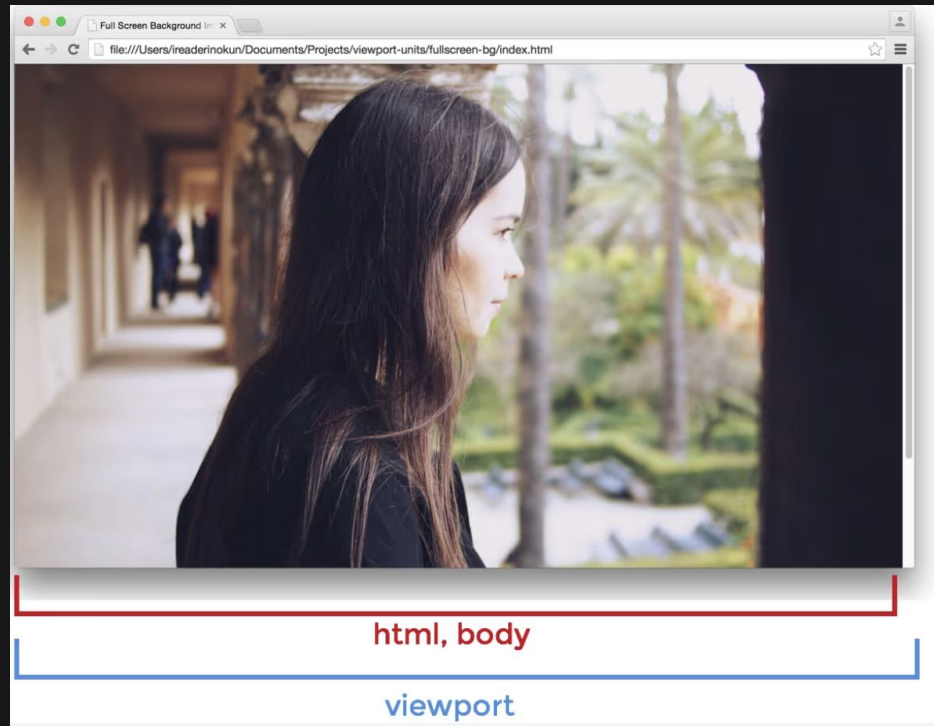 Full Screen Background Im
file:///Users/ireaderinokun/Documents/Projects/viewport-units/fullscreen-bg/index.html
html, body
viewport